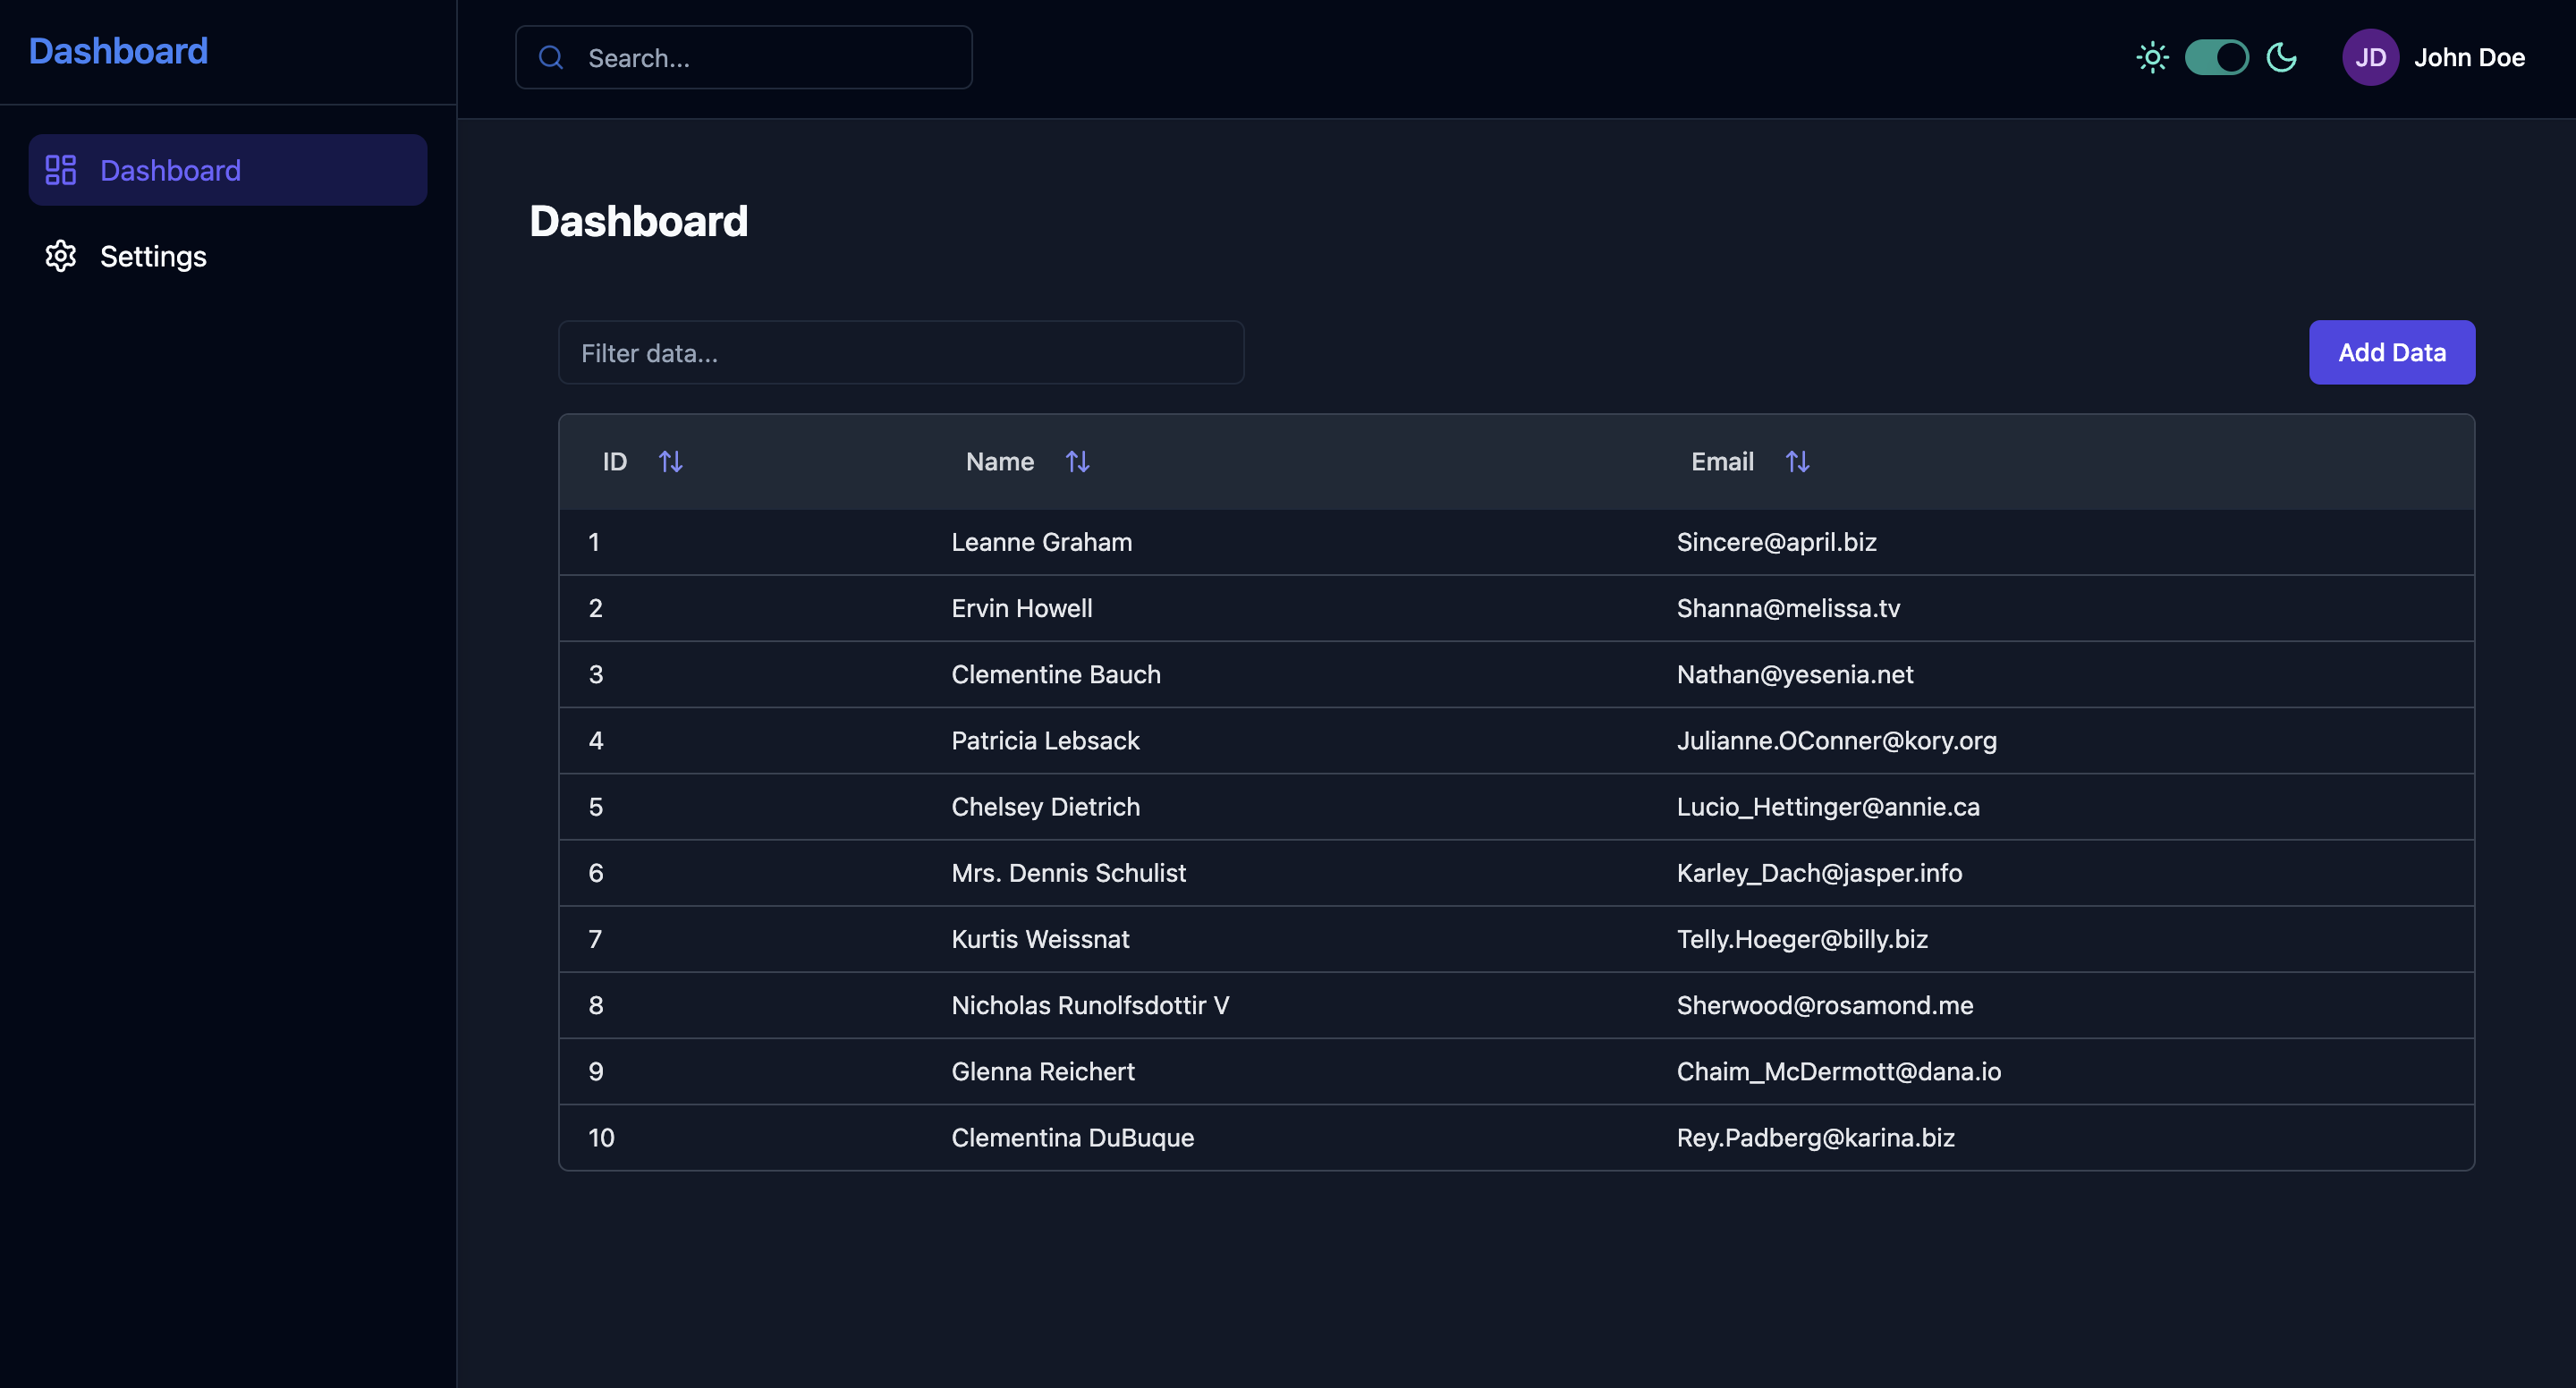 Dashboard
Search...
JD John Doe
Dashboard
Settings
Dashboard
Filter data...
Add Data
ID Name Email
1 Leanne Graham Sincere@april.biz
2 Ervin Howell Shanna@melissa.tv
3 Clementine Bauch Nathan@yesenia.net
4 Patricia Lebsack Julianne.OConner@kory.org
5 Chelsey Dietrich Lucio_Hettinger@annie.ca
6 Mrs. Dennis Schulist Karley_Dach@jasper.info
7 Kurtis Weissnat Telly.Hoeger@billy.biz
8 Nicholas Runolfsdottir V Sherwood@rosamond.me
9 Glenna Reichert Chaim_McDermott@dana.io
10 Clementina DuBuque Rey.Padberg@karina.biz